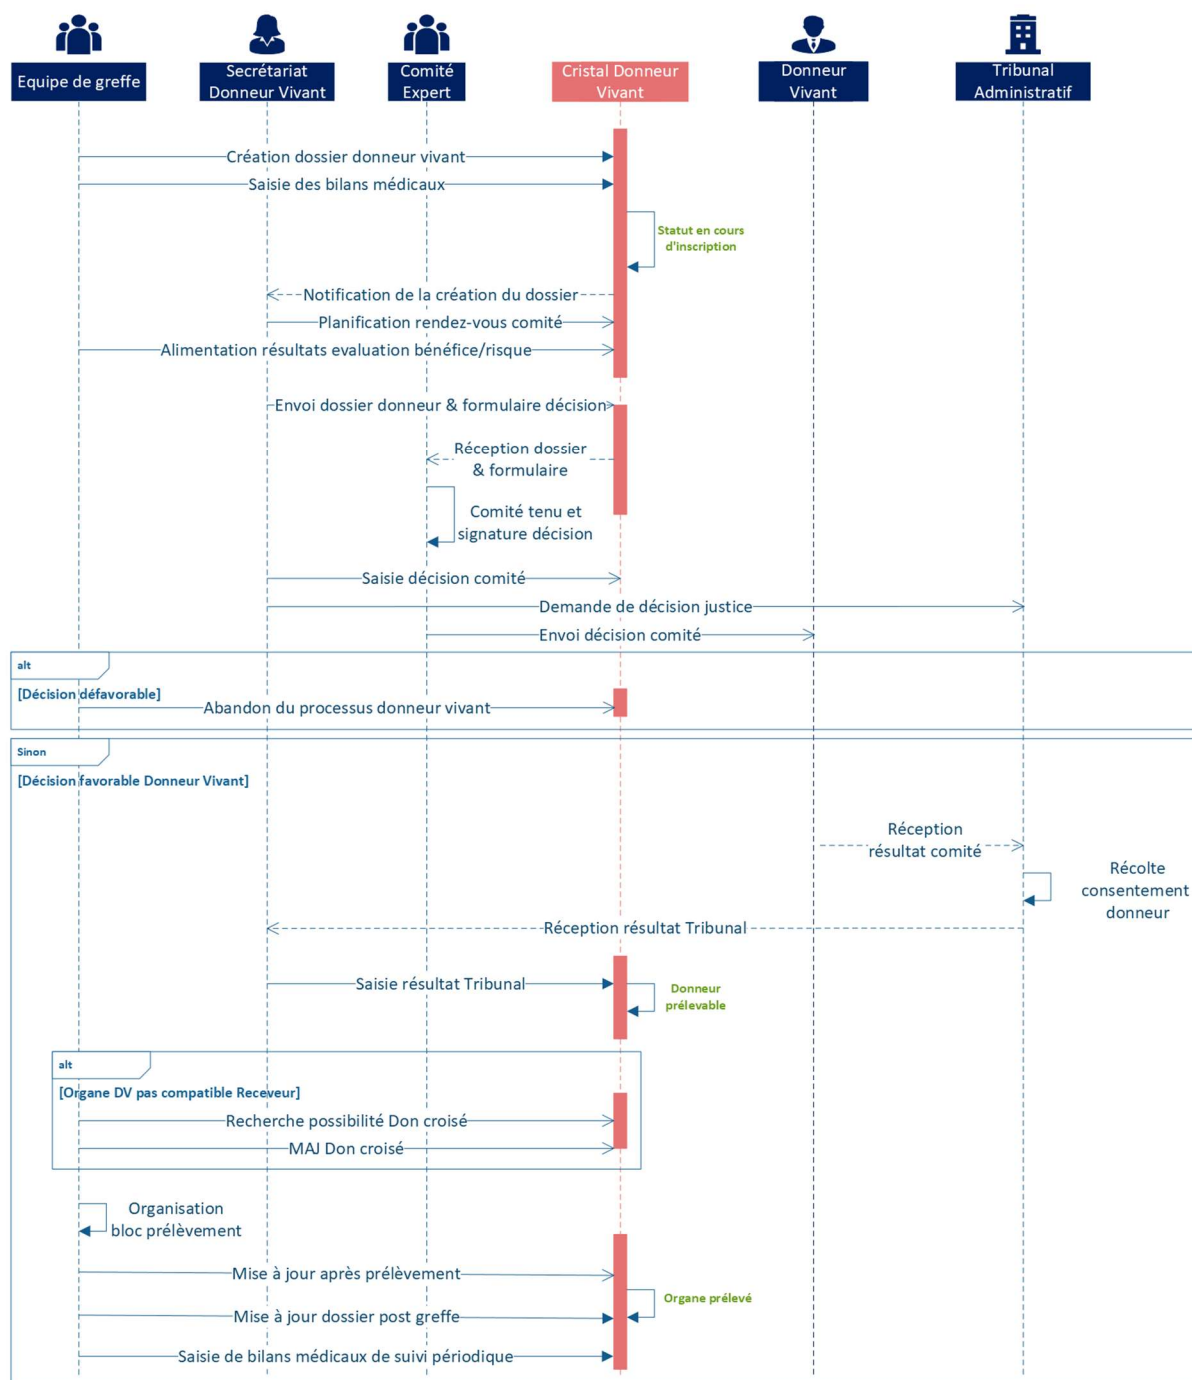 Equipe de greffe
Secrétariat
Donneur Vivant
Comité
Expert
Cristal Donneur
Vivant
Donneur
Vivant
Tribunal
Administratif
Création dossier donneur vivant
Saisie des bilans médicaux
Statut en cours
d'inscription
Notification de la création du dossier
Planification rendez-vous comité
Alimentation résultats evaluation bénéfice/risque
Envoi dossier donneur & formulaire décision
Réception dossier
& formulaire
Comité tenu et
signature décision
Saisie décision comité
Demande de décision justice
Envoi décision comité
alt
[Décision défavorable]
Abandon du processus donneur vivant
Sinon
[Décision favorable Donneur Vivant]
Réception
résultat comité
Récolte
consentement
donneur
Réception résultat Tribunal
Saisie résultat Tribunal
Donneur
prélevable
alt
[Organe DV pas compatible Receveur]
Recherche possibilité Don croisé
MAJ Don croisé
Organisation
bloc prélèvement
Mise à jour après prélèvement
Organe prélevé
Mise à jour dossier post greffe
Saisie de bilans médicaux de suivi périodique